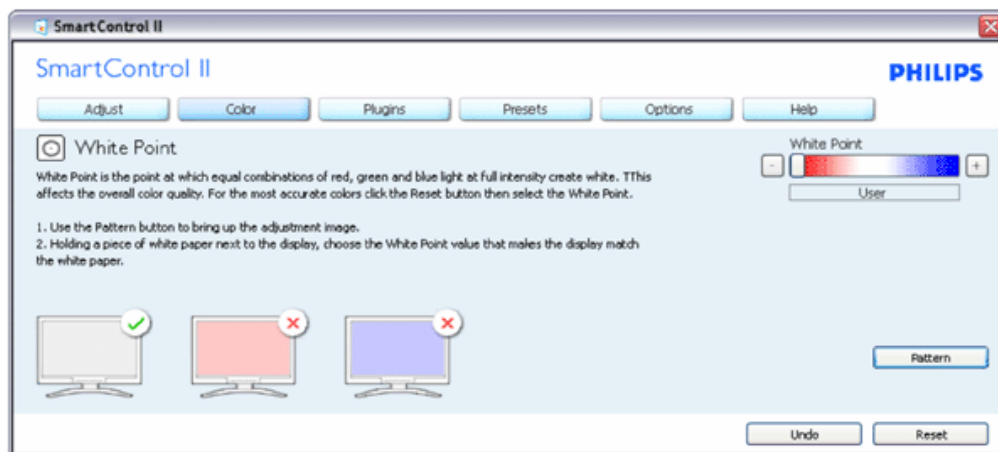 SmartControl II
SmartControl II
PHILIPS
Adjust Color Plugins Presets Options Help
White Point
White Point is the point at which equal combinations of red, green and blue light at full intensity create white. TThis
affects the overall color quality. For the most accurate colors click the Reset button then select the White Point.
1. Use the Pattern button to bring up the adjustment image.
2. Holding a piece of white paper next to the display, choose the White Point value that makes the display match
the white paper.
White Point
- +
User
Pattern
Undo Reset